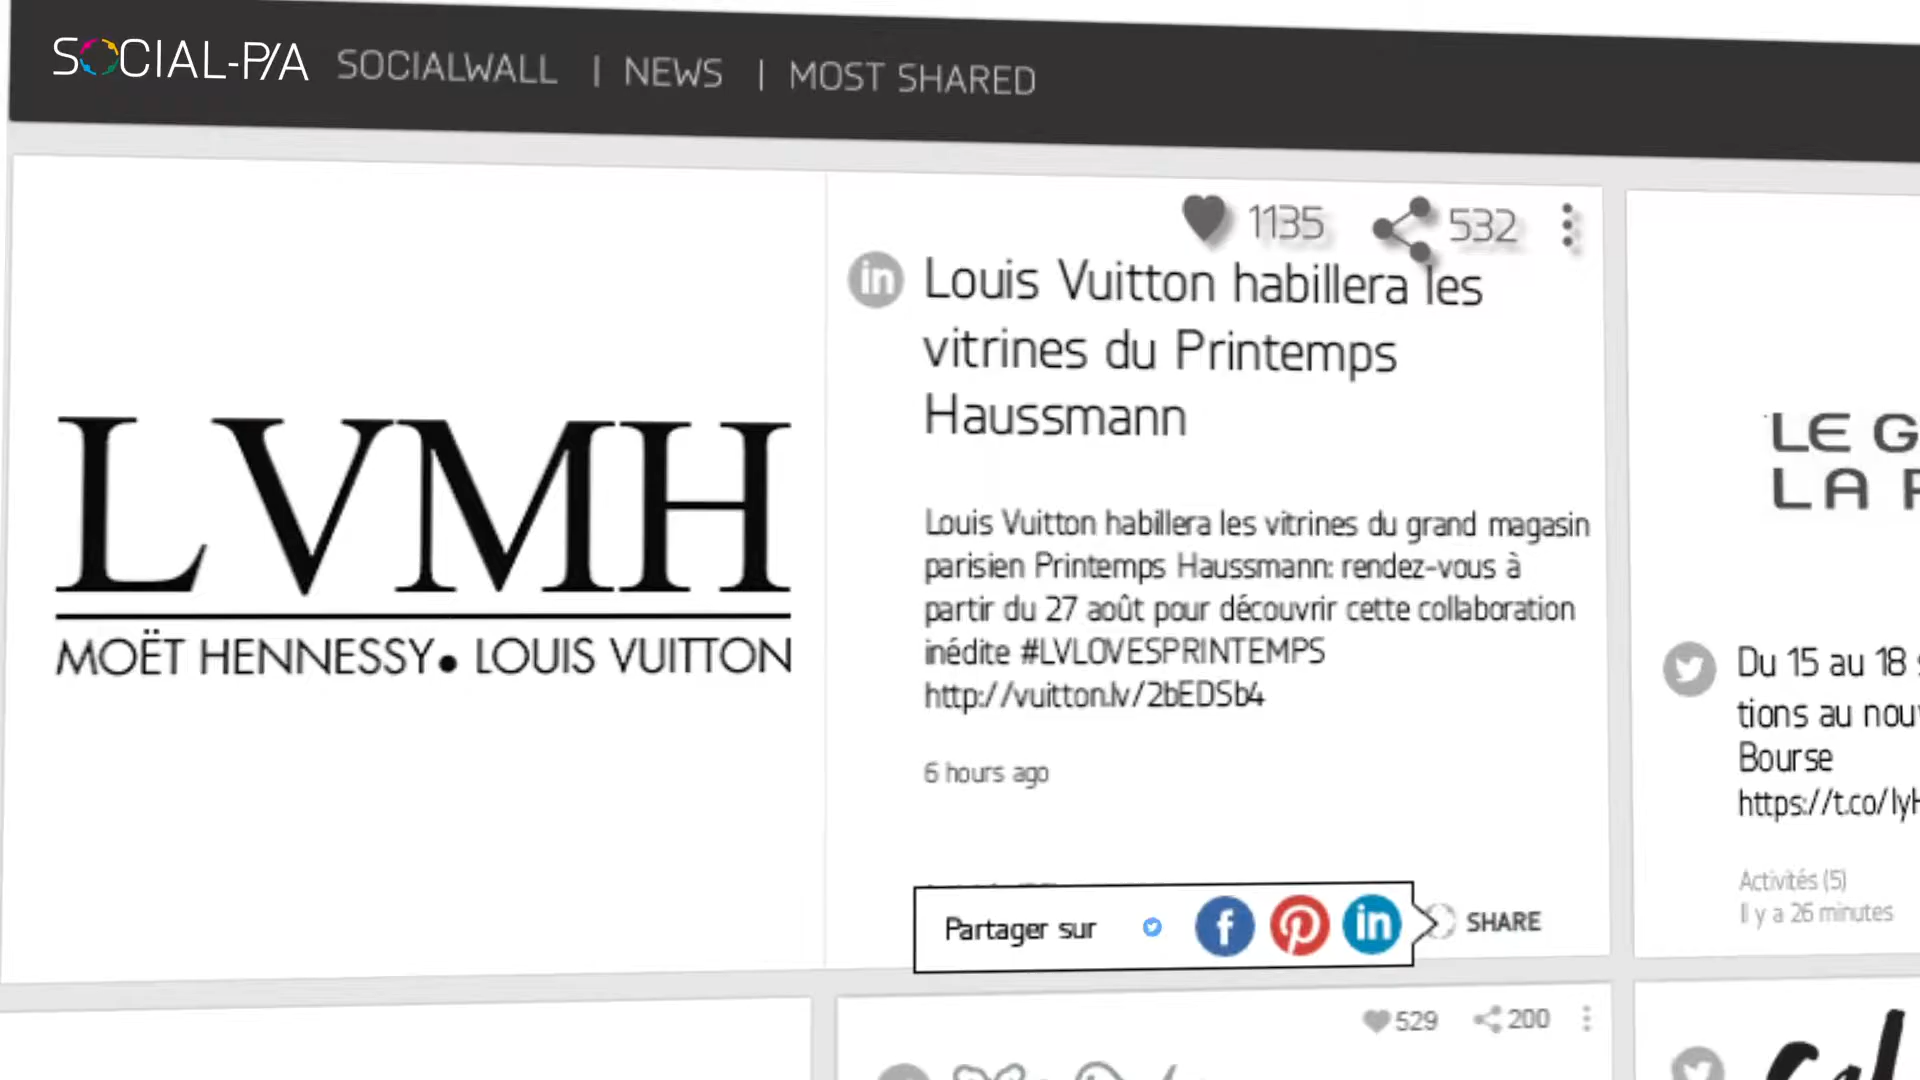 SOCIAL-P/A SOCIALWALL | NEWS | MOST SHARED
1135 532
in Louis Vuitton habillera les
vitrines du Printemps
Haussmann
Louis Vuitton habillera les vitrines du grand magasin
parisien Printemps Haussmann: rendez-vous à
partir du 27 août pour découvrir cette collaboration
inédite #LVLOVESPRINTEMPS
http://vuitton.lv/2bEDSb4
6 hours ago
Partager sur f in SHARE
LVMH
MOËT HENNESSY • LOUIS VUITTON
LE G
LA
Du 15 au 18
tions au nou
Bourse
https://t.co/lyH
Activités (5)
Il y a 26 minutes
529 200